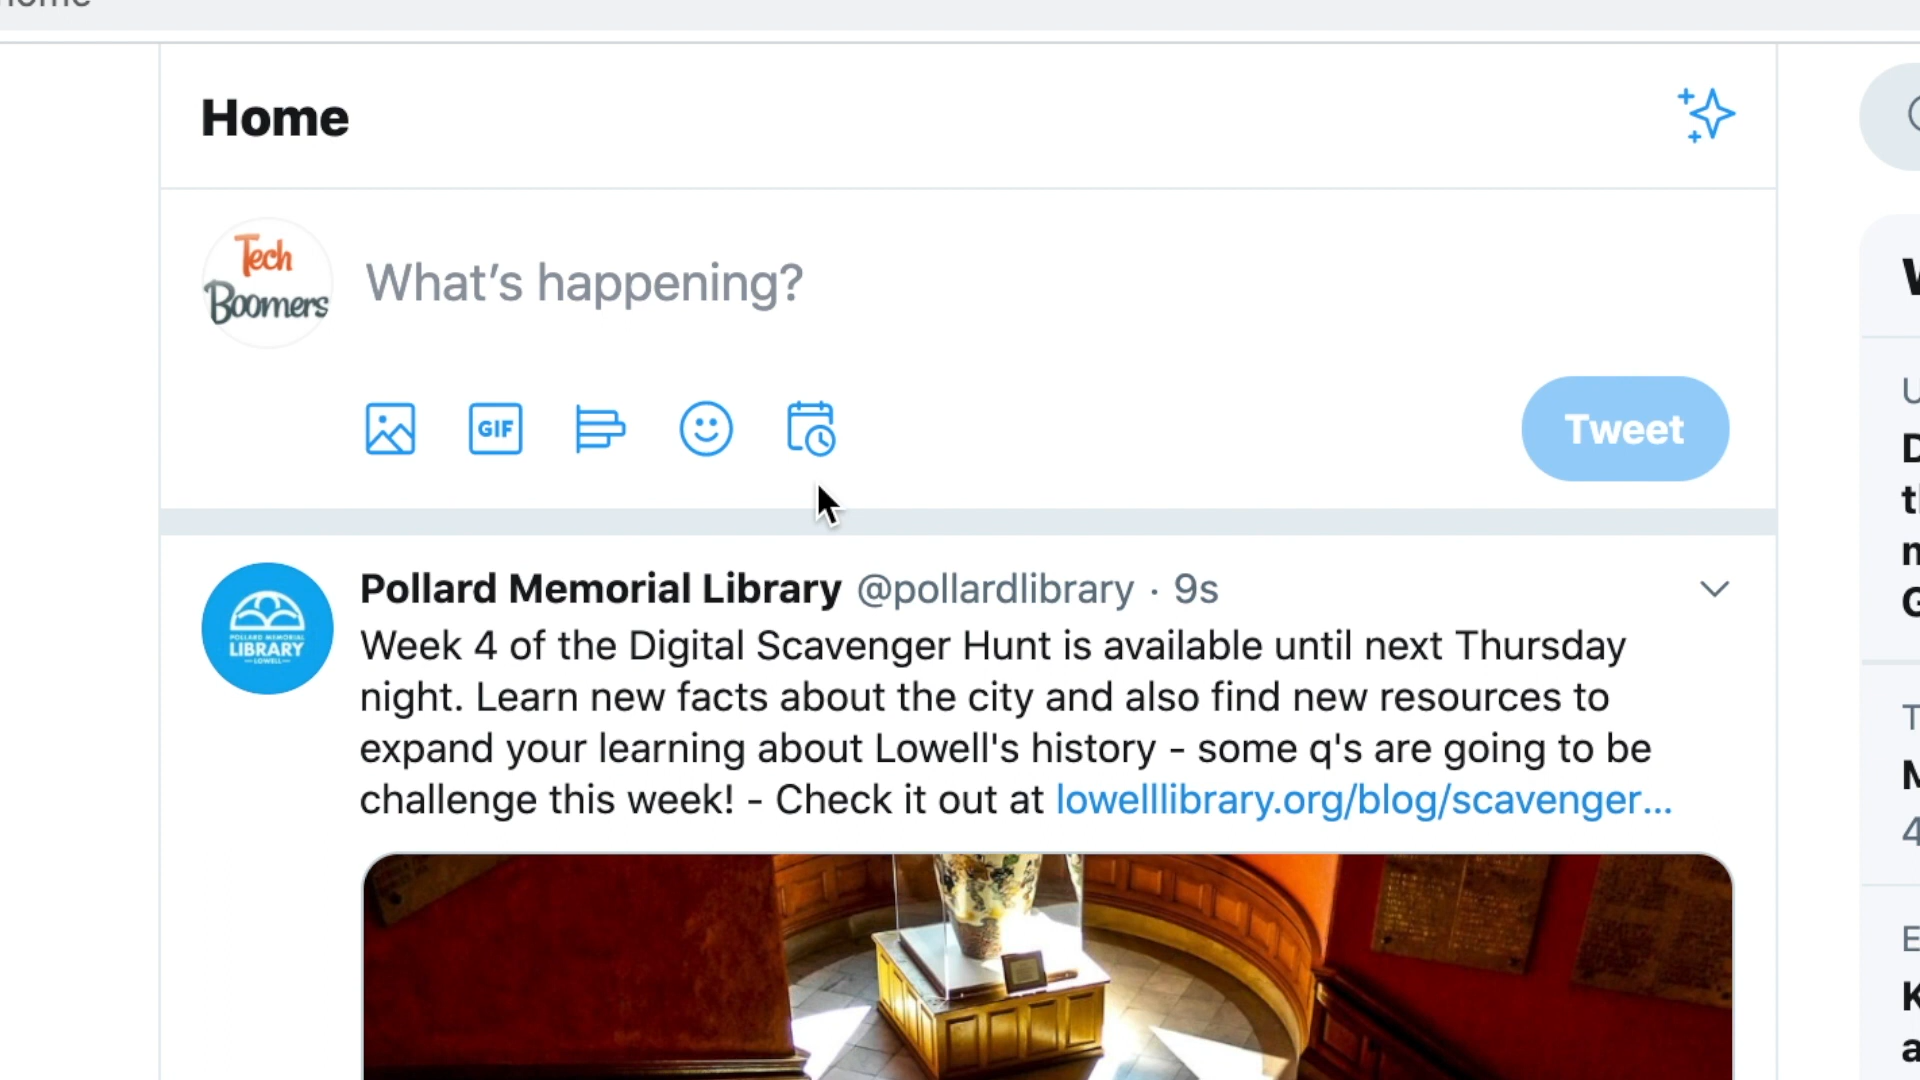 Home
Tech
Boomers
What's happening?
GIF
Tweet
Pollard Memorial Library @pollardlibrary · 9s
POLLARD MEMORIAL
LIBRARY
LOWELL
Week 4 of the Digital Scavenger Hunt is available until next Thursday
night. Learn new facts about the city and also find new resources to
expand your learning about Lowell's history - some q's are going to be
challenge this week! - Check it out at lowelllibrary.org/blog/scavenger...